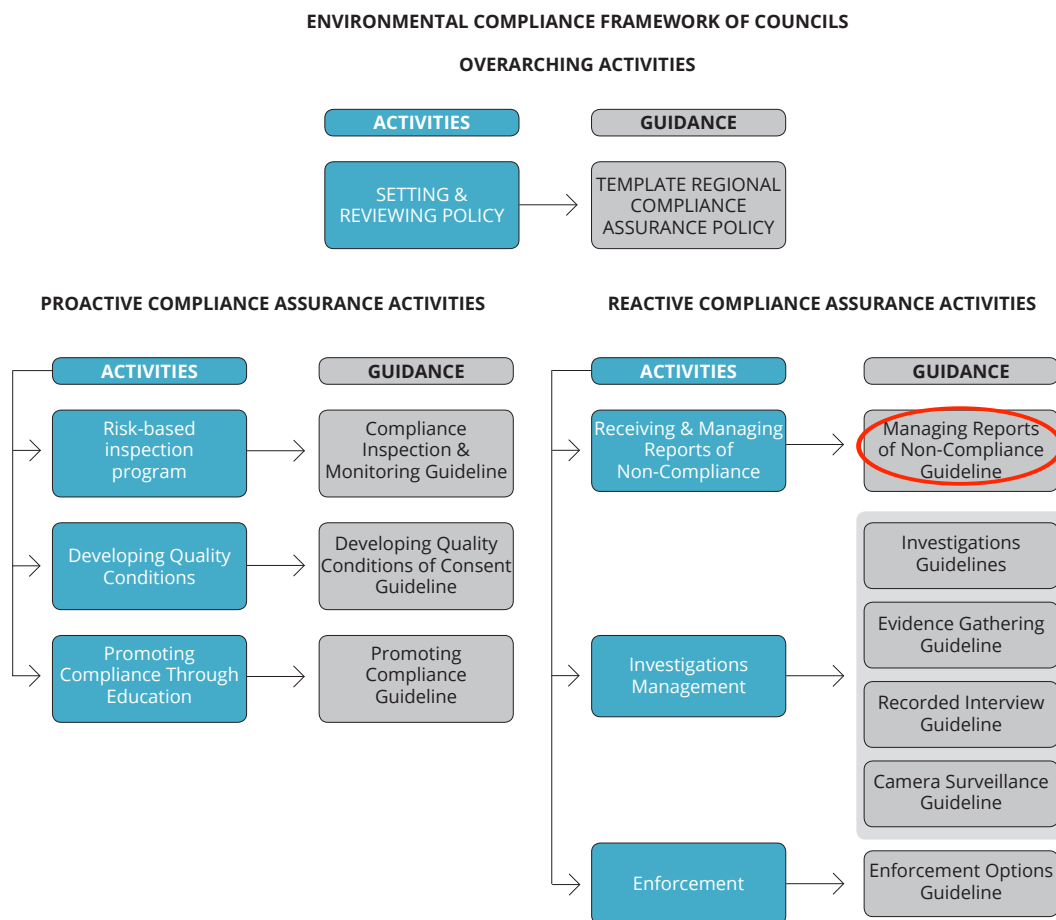 ENVIRONMENTAL COMPLIANCE FRAMEWORK OF COUNCILS
OVERARCHING ACTIVITIES
ACTIVITIES
GUIDANCE
SETTING &
REVIEWING POLICY
TEMPLATE REGIONAL
COMPLIANCE
ASSURANCE POLICY
PROACTIVE COMPLIANCE ASSURANCE ACTIVITIES
ACTIVITIES
GUIDANCE
Risk-based
inspection
program
Compliance
Inspection &
Monitoring Guideline
Developing Quality
Conditions
Developing Quality
Conditions of Consent
Guideline
Promoting
Compliance Through
Education
Promoting
Compliance
Guideline
REACTIVE COMPLIANCE ASSURANCE ACTIVITIES
ACTIVITIES
GUIDANCE
Receiving & Managing
Reports of
Non-Compliance
Managing Reports
of Non-Compliance
Guideline
Investigations
Management
Investigations
Guidelines
Evidence Gathering
Guideline
Recorded Interview
Guideline
Camera Surveillance
Guideline
Enforcement
Enforcement Options
Guideline